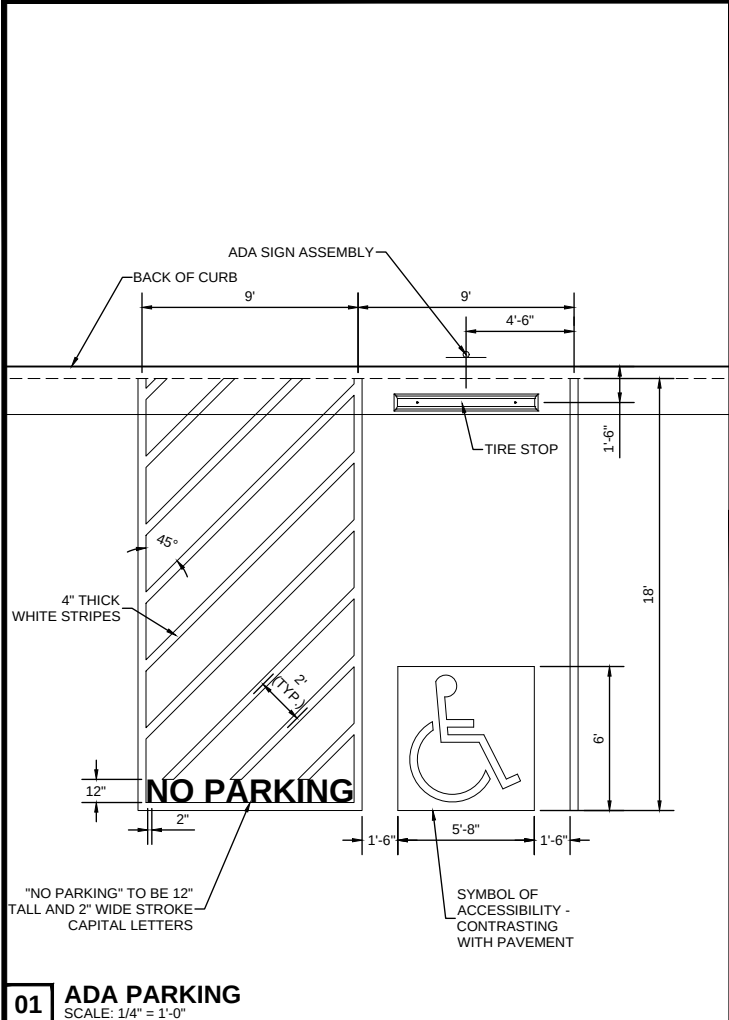 ADA SIGN ASSEMBLY
BACK OF CURB
9'
9'
4'-6"
TIRE STOP
1'-6"
45°
4" THICK
WHITE STRIPES
18'
2'
(TYP.)
6'
12"
NO PARKING
2"
1'-6"
5'-8"
1'-6"
"NO PARKING" TO BE 12"
TALL AND 2" WIDE STROKE
CAPITAL LETTERS
SYMBOL OF
ACCESSIBILITY -
CONTRASTING
WITH PAVEMENT
01
ADA PARKING
SCALE: 1/4" = 1'-0"